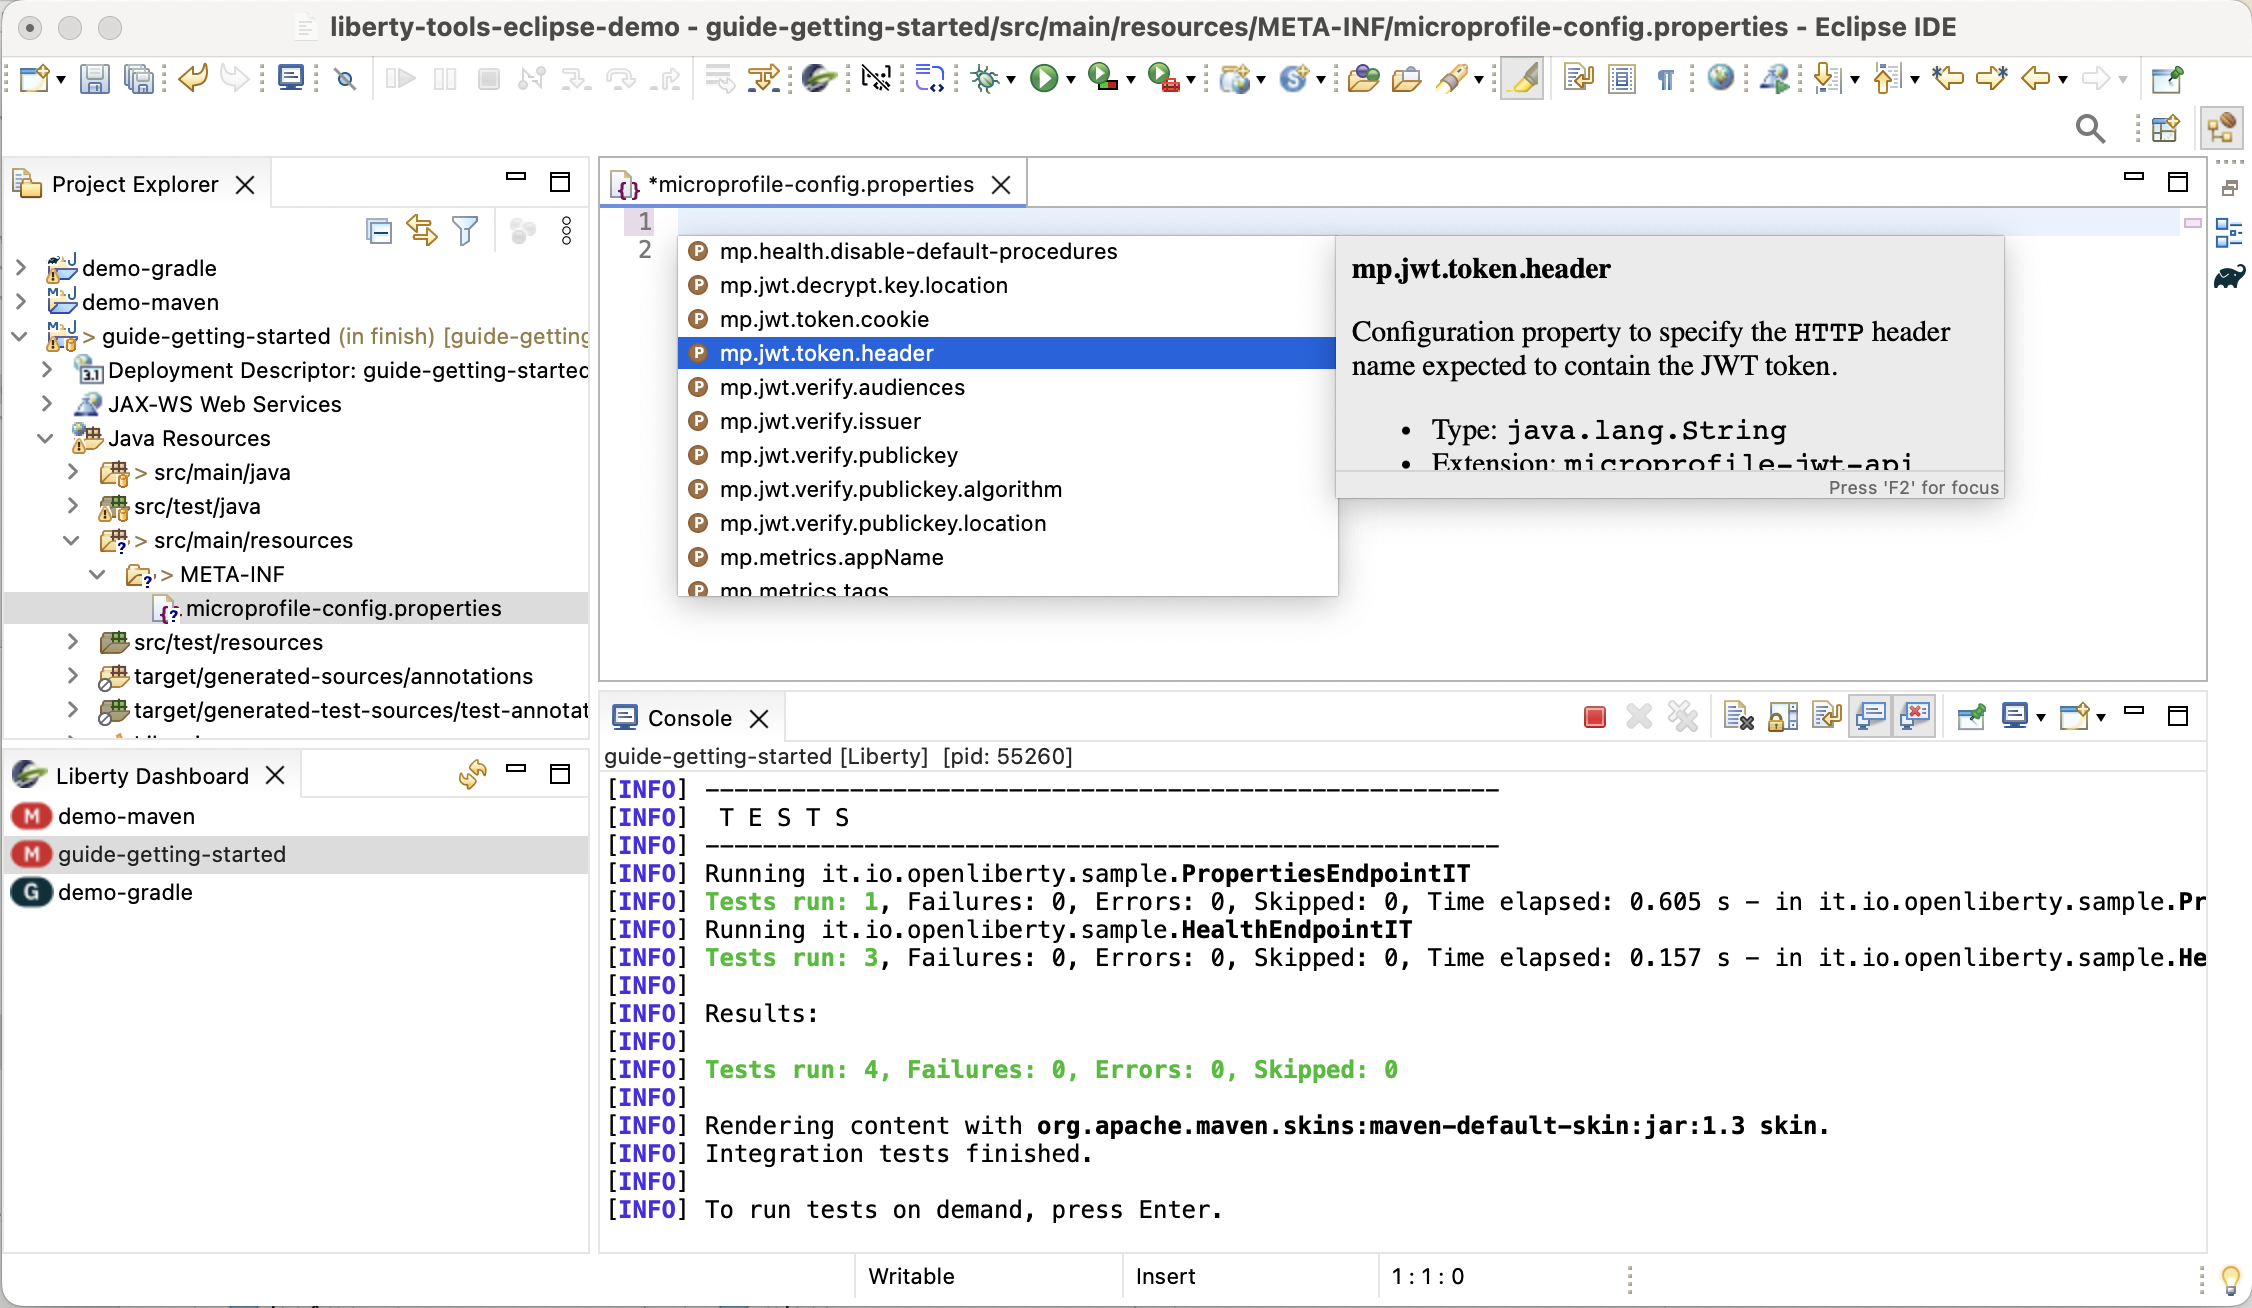 liberty-tools-eclipse-demo - guide-getting-started/src/main/resources/META-INF/microprofile-config.properties - Eclipse IDE
Project Explorer
demo-gradle
demo-maven
> guide-getting-started (in finish) [guide-getting
Deployment Descriptor: guide-getting-started
JAX-WS Web Services
Java Resources
> src/main/java
src/test/java
> src/main/resources
> META-INF
microprofile-config.properties
src/test/resources
target/generated-sources/annotations
target/generated-test-sources/test-annotat
Liberty Dashboard
M demo-maven
M guide-getting-started
G demo-gradle
*microprofile-config.properties
1
2
P mp.health.disable-default-procedures
P mp.jwt.decrypt.key.location
P mp.jwt.token.cookie
P mp.jwt.token.header
P mp.jwt.verify.audiences
P mp.jwt.verify.issuer
P mp.jwt.verify.publickey
P mp.jwt.verify.publickey.algorithm
P mp.jwt.verify.publickey.location
P mp.metrics.appName
P mp.metrics.tags
mp.jwt.token.header
Configuration property to specify the HTTP header
name expected to contain the JWT token.
• Type: java.lang.String
• Extension: microprofile-jwt-api
Press 'F2' for focus
Console
guide-getting-started [Liberty] [pid: 55260]
[INFO] -------------------------------------------------------
[INFO]  T E S T S
[INFO] -------------------------------------------------------
[INFO] Running it.io.openliberty.sample.PropertiesEndpointIT
[INFO] Tests run: 1, Failures: 0, Errors: 0, Skipped: 0, Time elapsed: 0.605 s - in it.io.openliberty.sample.Pr
[INFO] Running it.io.openliberty.sample.HealthEndpointIT
[INFO] Tests run: 3, Failures: 0, Errors: 0, Skipped: 0, Time elapsed: 0.157 s - in it.io.openliberty.sample.He
[INFO]
[INFO] Results:
[INFO]
[INFO] Tests run: 4, Failures: 0, Errors: 0, Skipped: 0
[INFO]
[INFO] Rendering content with org.apache.maven.skins:maven-default-skin:jar:1.3 skin.
[INFO] Integration tests finished.
[INFO]
[INFO] To run tests on demand, press Enter.
Writable
Insert
1 : 1 : 0